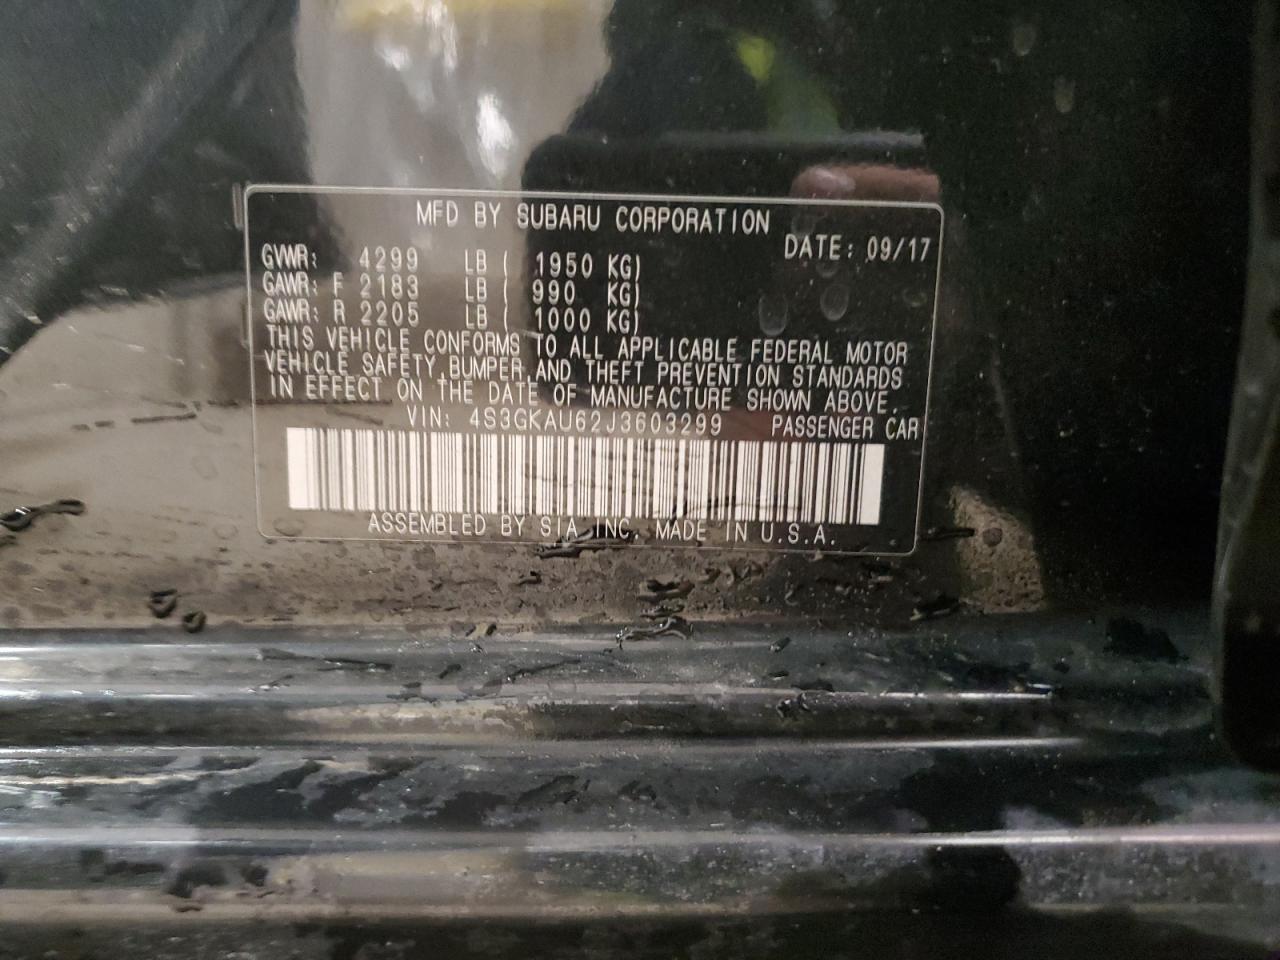 MFD BY SUBARU CORPORATION
DATE: 09/17
GVWR: 4299 LB ( 1950 KG)
GAWR: F 2183 LB ( 990 KG)
GAWR: R 2205 LB ( 1000 KG)
THIS VEHICLE CONFORMS TO ALL APPLICABLE FEDERAL MOTOR
VEHICLE SAFETY, BUMPER, AND THEFT PREVENTION STANDARDS
IN EFFECT ON THE DATE OF MANUFACTURE SHOWN ABOVE.
VIN: 4S3GKAU62J3603299 PASSENGER CAR
ASSEMBLED BY SIA, INC. MADE IN U.S.A.